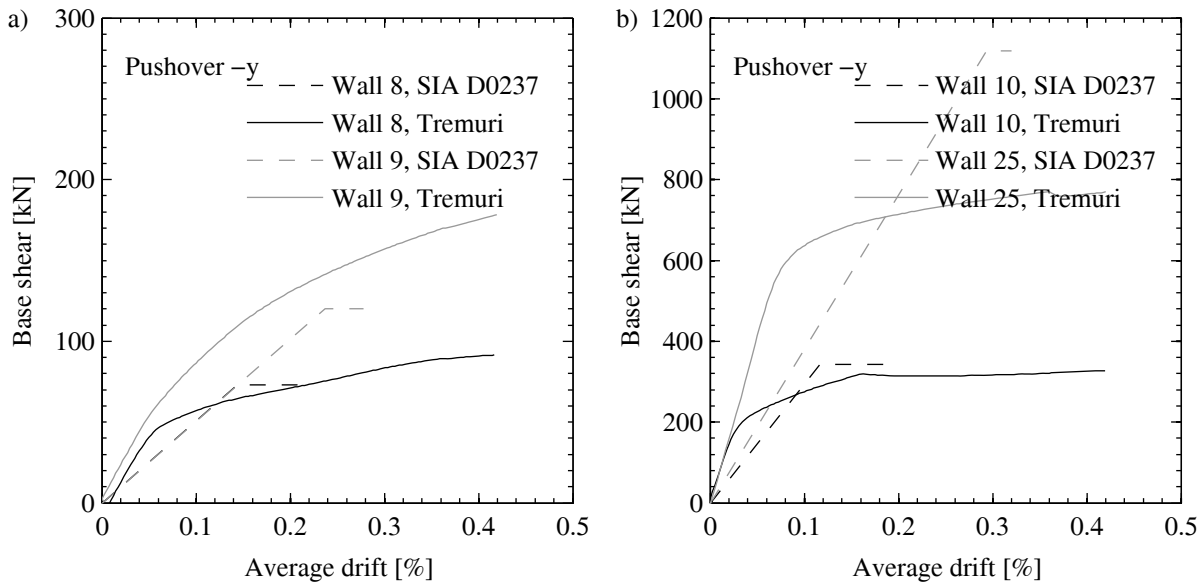 a)
300
200
100
0
Base shear [kN]
Pushover −y
Wall 8, SIA D0237
Wall 8, Tremuri
Wall 9, SIA D0237
Wall 9, Tremuri
0 0.1 0.2 0.3 0.4 0.5
Average drift [%]
b)
1200
1000
800
600
400
200
0
Base shear [kN]
Pushover −y
Wall 10, SIA D0237
Wall 10, Tremuri
Wall 25, SIA D0237
Wall 25, Tremuri
0 0.1 0.2 0.3 0.4 0.5
Average drift [%]